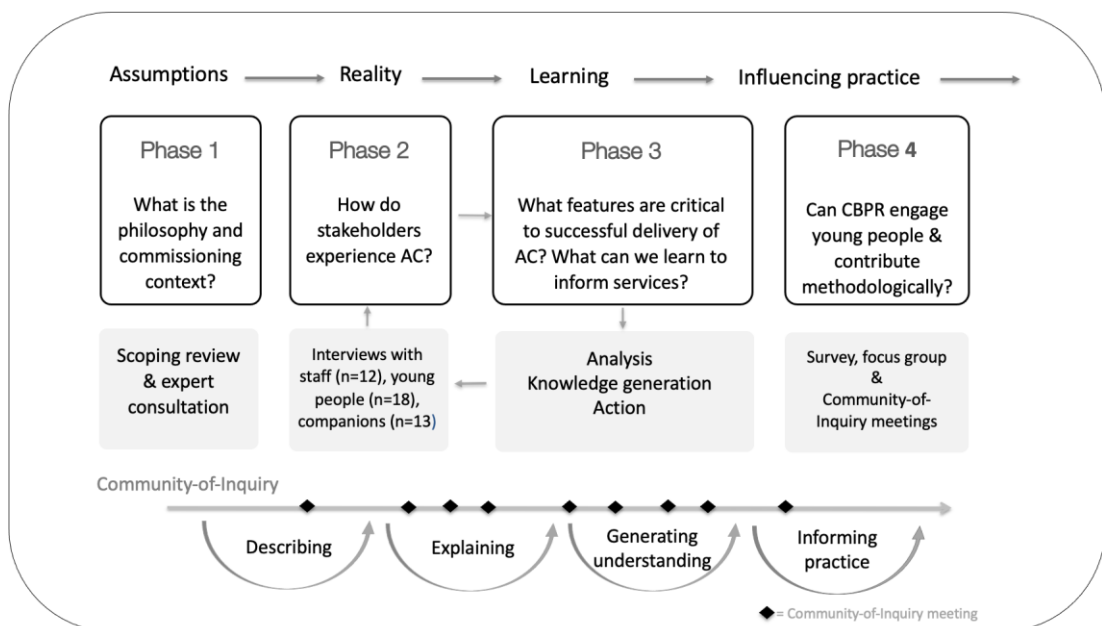 Assumptions
Reality
Learning
Influencing practice
Phase 1
What is the
philosophy and
commissioning
context?
Phase 2
How do
stakeholders
experience AC?
Phase 3
What features are critical
to successful delivery of
AC? What can we learn to
inform services?
Phase 4
Can CBPR engage
young people &
contribute
methodologically?
Scoping review
& expert
consultation
Interviews with
staff (n=12), young
people (n=18),
companions (n=13)
Analysis
Knowledge generation
Action
Survey, focus group
&
Community-of-
Inquiry meetings
Community-of-Inquiry
Describing
Explaining
Generating
understanding
Informing
practice
= Community-of-Inquiry meeting